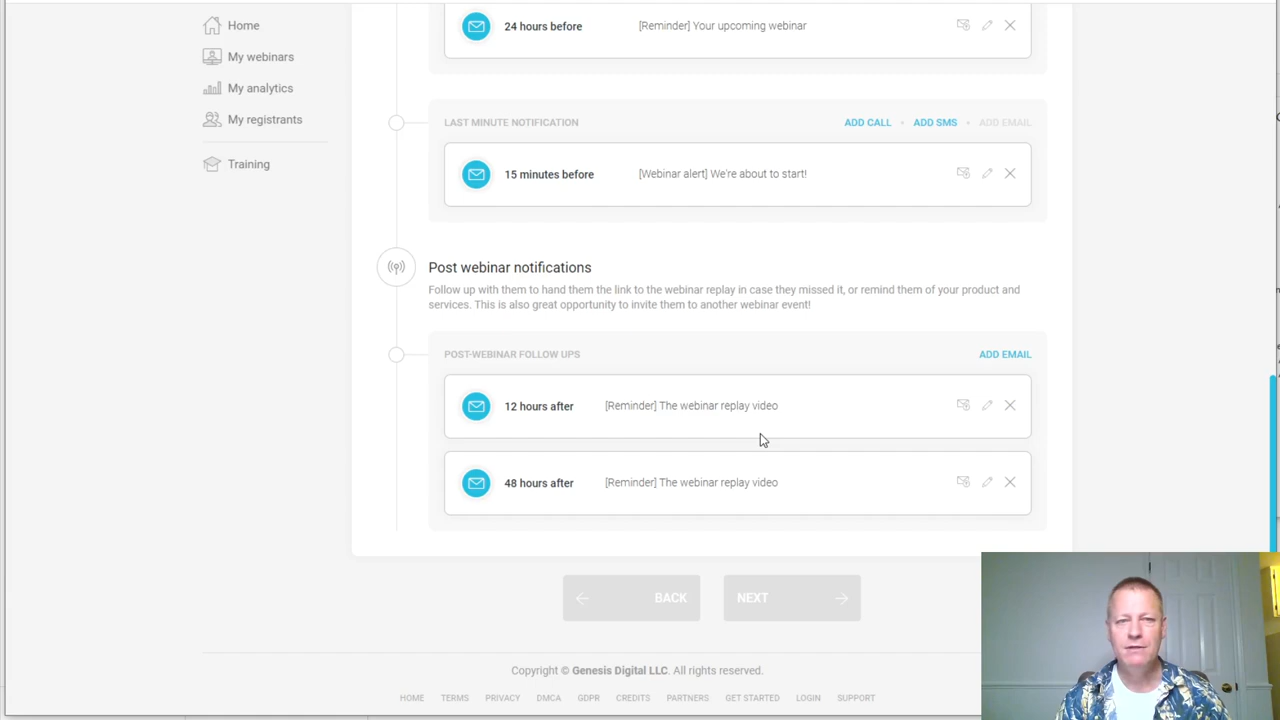 Home
24 hours before [Reminder] Your upcoming webinar
My webinars
My analytics
My registrants
LAST MINUTE NOTIFICATION ADD CALL • ADD SMS • ADD EMAIL
Training
15 minutes before [Webinar alert] We're about to start!
Post webinar notifications
Follow up with them to hand them the link to the webinar replay in case they missed it, or remind them of your product and
services. This is also great opportunity to invite them to another webinar event!
POST-WEBINAR FOLLOW UPS ADD EMAIL
12 hours after [Reminder] The webinar replay video
48 hours after [Reminder] The webinar replay video
BACK NEXT
Copyright © Genesis Digital LLC. All rights reserved.
HOME TERMS PRIVACY DMCA GDPR CREDITS PARTNERS GET STARTED LOGIN SUPPORT